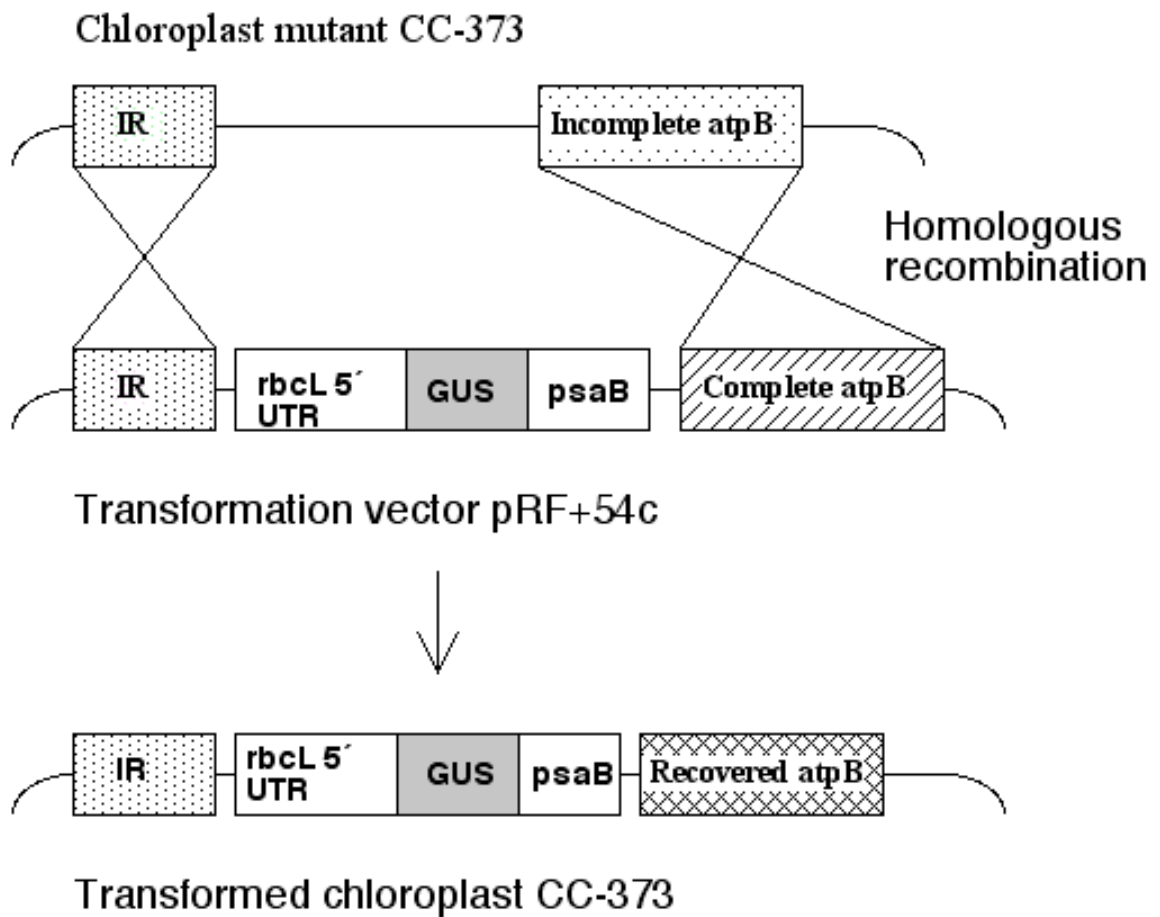 Chloroplast mutant CC-373
IR
Incomplete atpB
Homologous
recombination
IR
rbcL 5´
UTR
GUS
psaB
Complete atpB
Transformation vector pRF+54c
IR
rbcL 5´
UTR
GUS
psaB
Recovered atpB
Transformed chloroplast CC-373